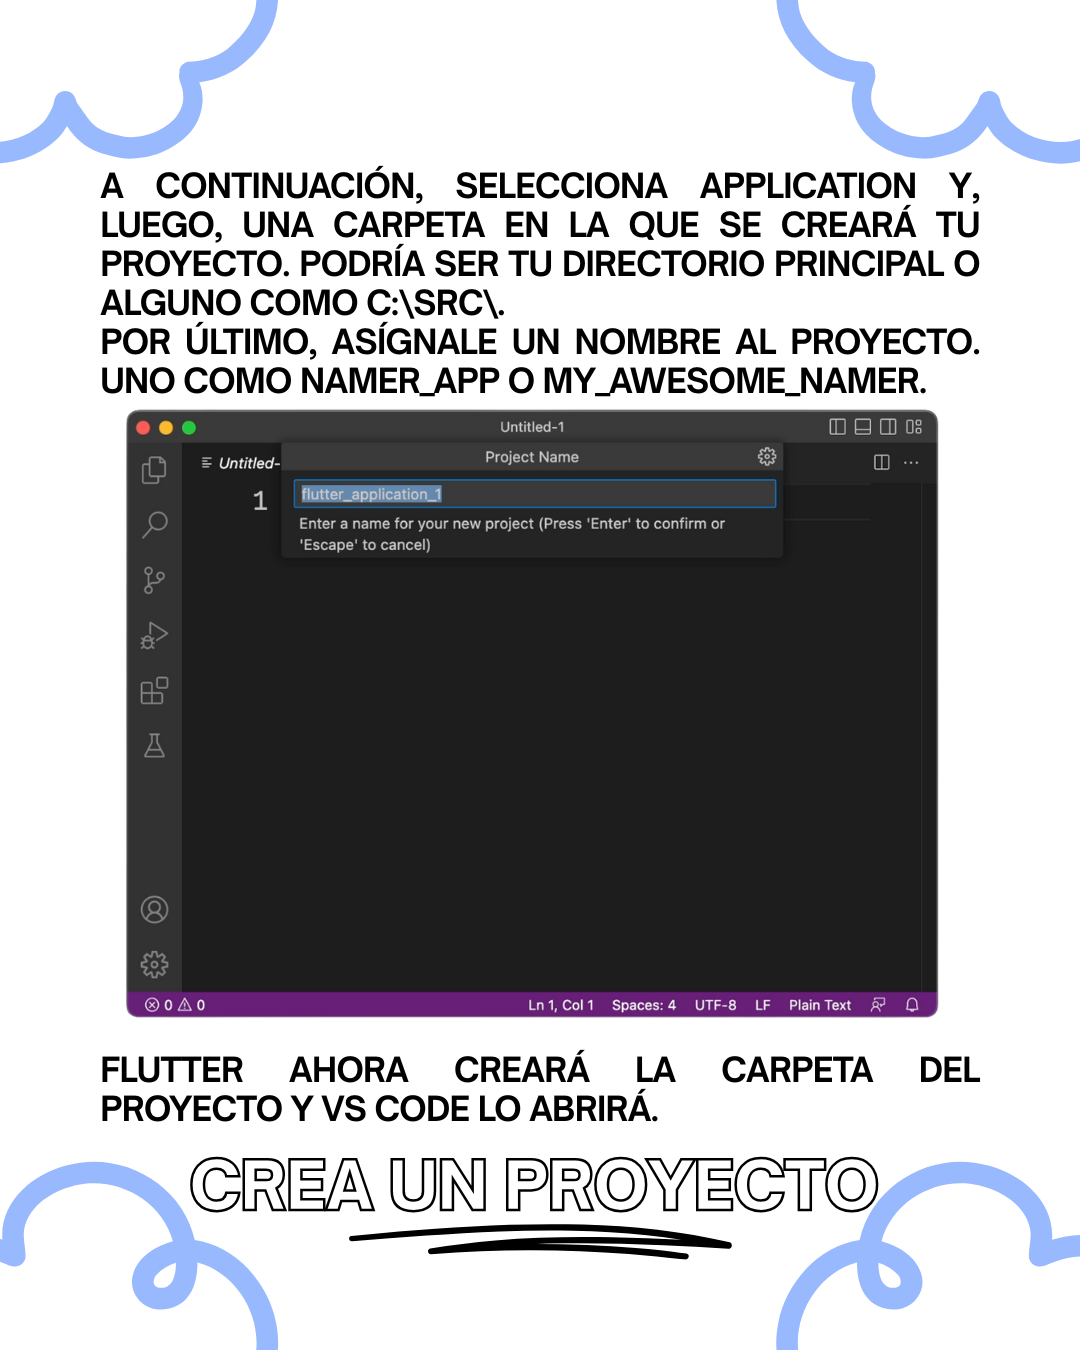 A CONTINUACIÓN, SELECCIONA APPLICATION Y,
LUEGO, UNA CARPETA EN LA QUE SE CREARÁ TU
PROYECTO. PODRÍA SER TU DIRECTORIO PRINCIPAL O
ALGUNO COMO C:\SRC\.
POR ÚLTIMO, ASÍGNALE UN NOMBRE AL PROYECTO.
UNO COMO NAMER_APP O MY_AWESOME_NAMER.
Untitled-1
Project Name
Untitled-
flutter_application_1
1
Enter a name for your new project (Press 'Enter' to confirm or
'Escape' to cancel)
0 0 Ln 1, Col 1 Spaces: 4 UTF-8 LF Plain Text
FLUTTER AHORA CREARÁ LA CARPETA DEL
PROYECTO Y VS CODE LO ABRIRÁ.
CREA UN PROYECTO